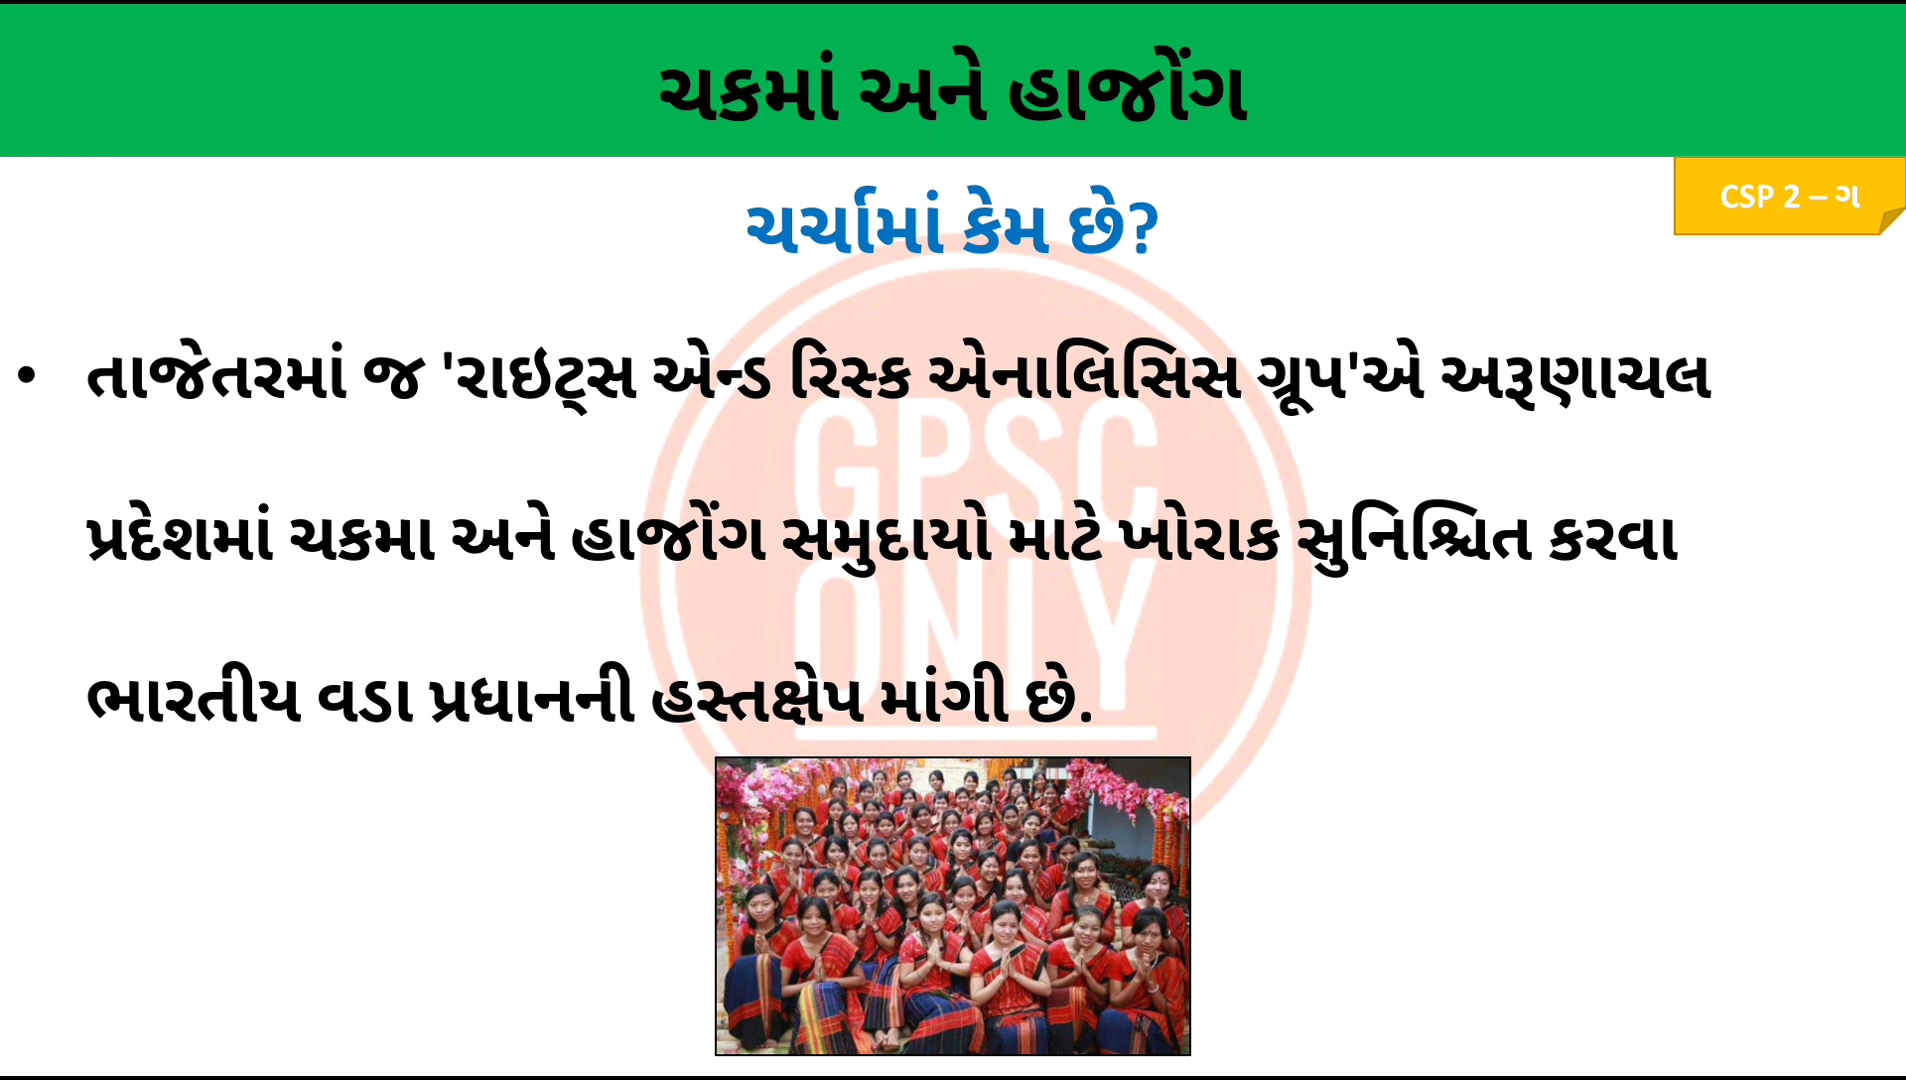 ચકમાં અને હાજોંગ
CSP 2 – ગ
ચર્ચામાં કેમ છે?
• તાજેતરમાં જ 'રાઇટ્સ એન્ડ રિસ્ક એનાલિસિસ ગ્રૂપ'એ અરૂણાચલ
પ્રદેશમાં ચકમા અને હાજોંગ સમુદાયો માટે ખોરાક સુનિશ્ચિત કરવા
ભારતીય વડા પ્રધાનની હસ્તક્ષેપ માંગી છે.
GPSC
ONLY